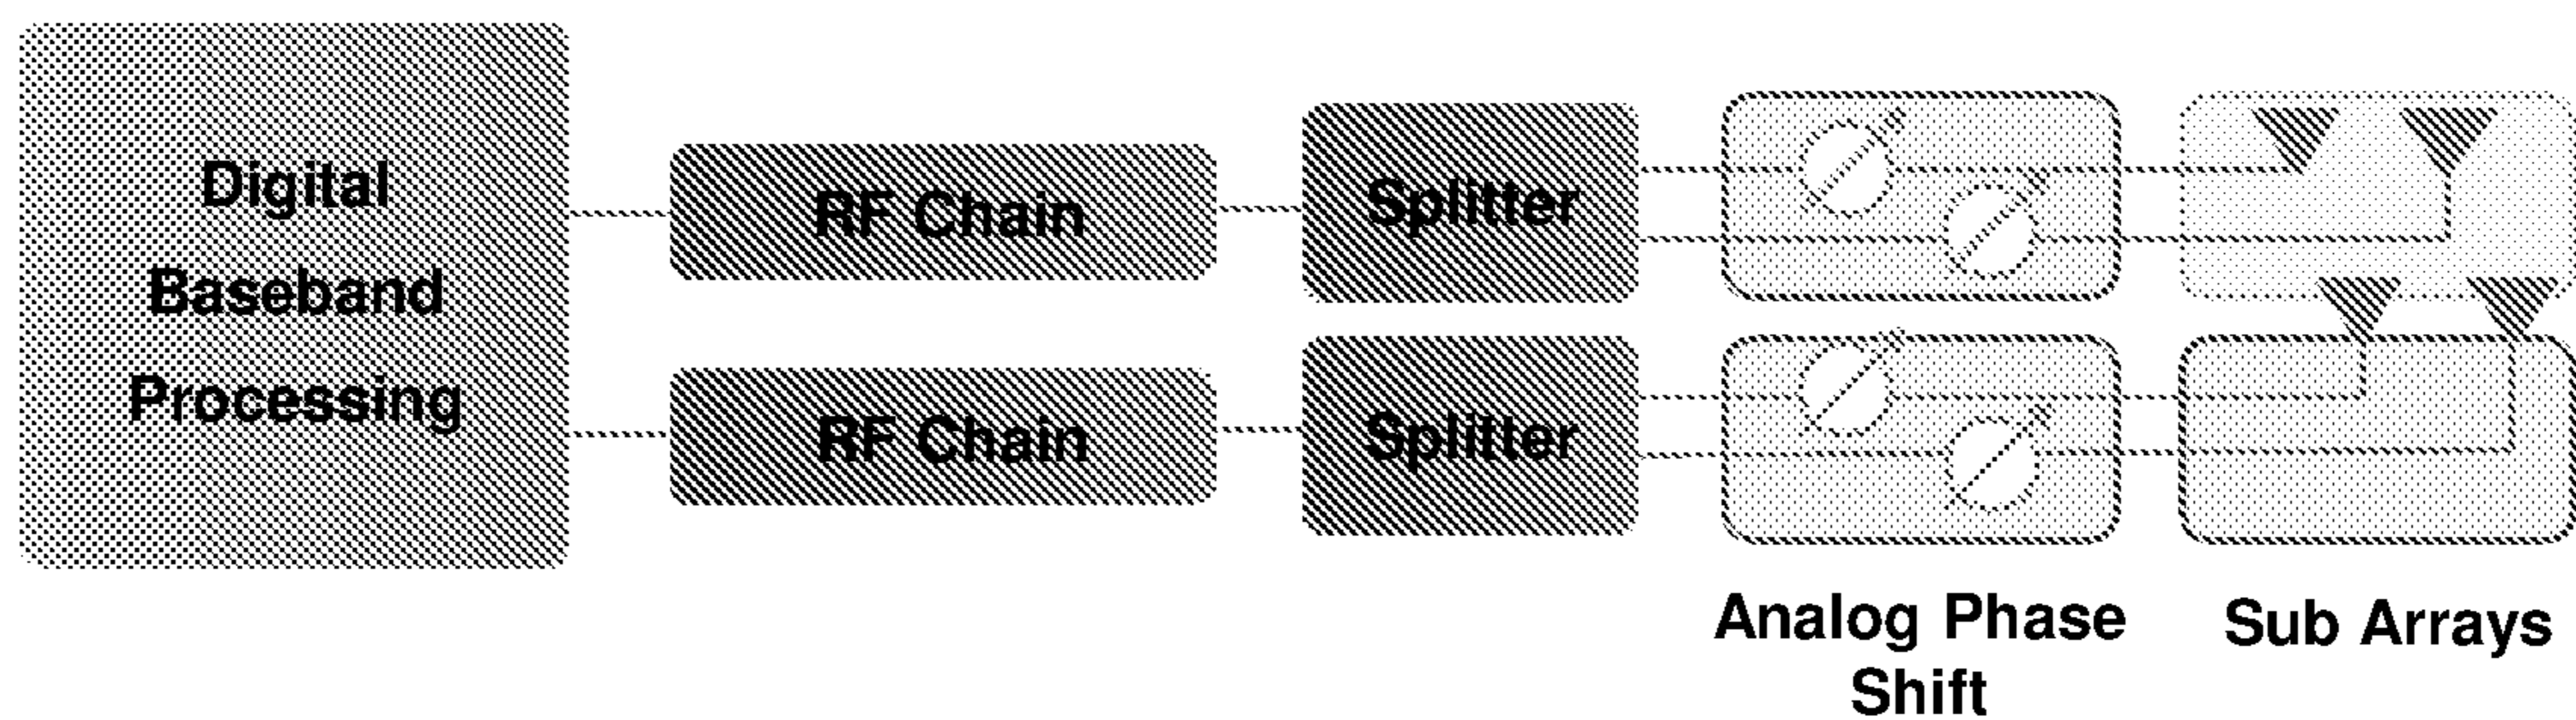 Digital
Baseband
Processing
RF Chain
Splitter
RF Chain
Splitter
Analog Phase
Shift
Sub Arrays